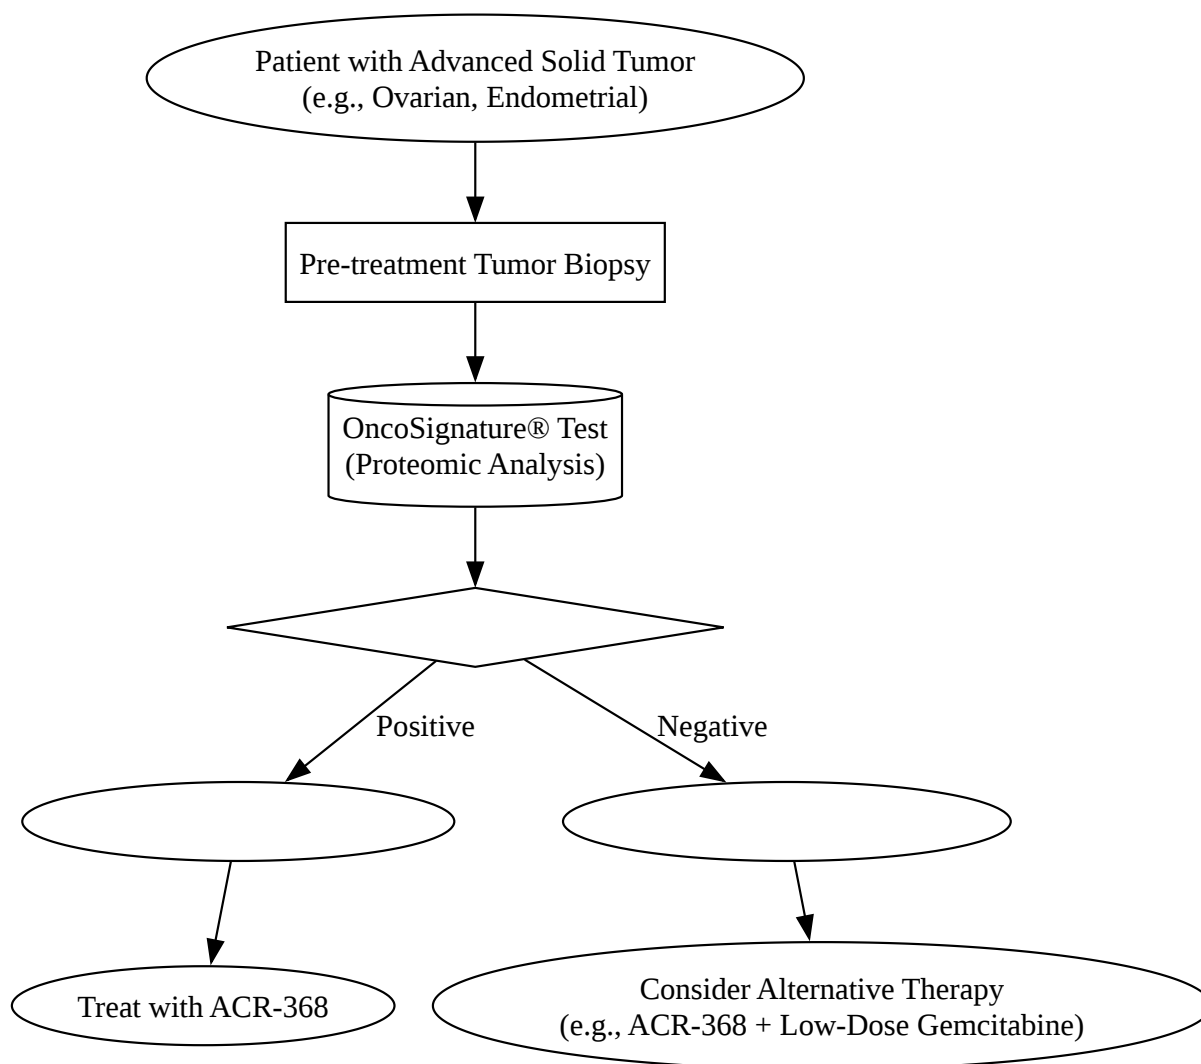 Patient with Advanced Solid Tumor
(e.g., Ovarian, Endometrial)
Pre-treatment Tumor Biopsy
OncoSignature® Test
(Proteomic Analysis)
Positive
Negative
Treat with ACR-368
Consider Alternative Therapy
(e.g., ACR-368 + Low-Dose Gemcitabine)